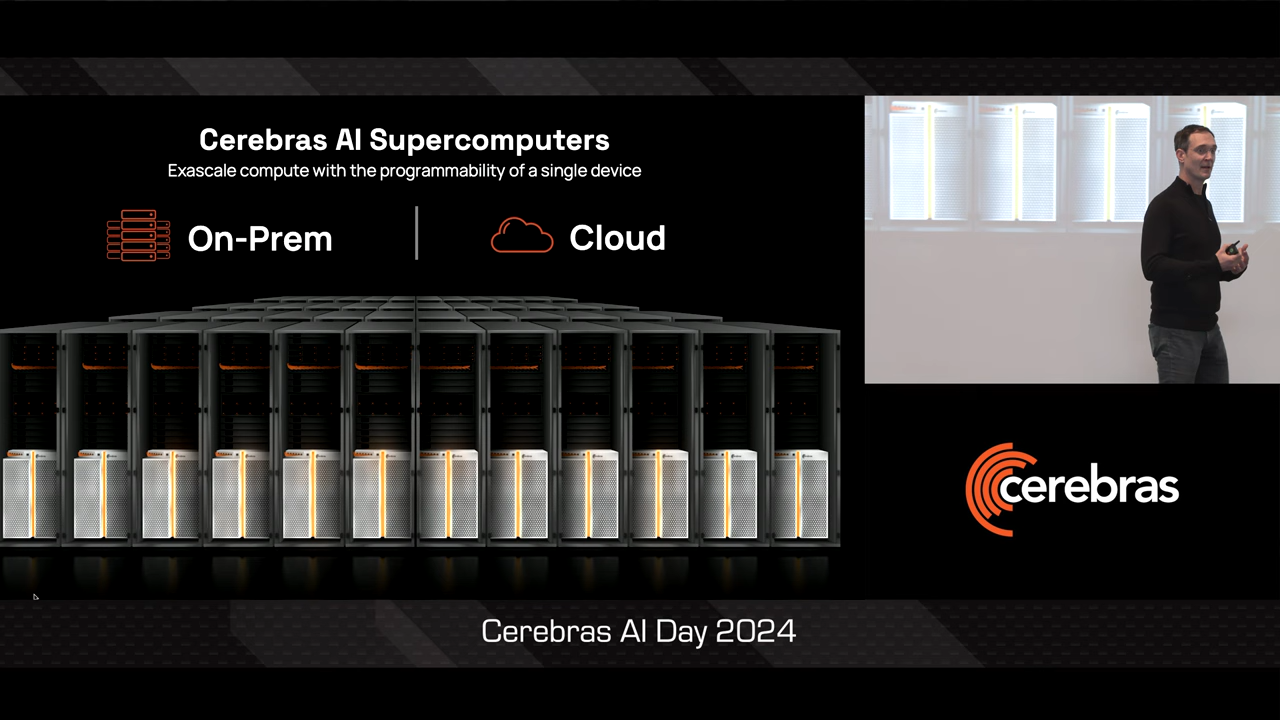 Cerebras AI Supercomputers
Exascale compute with the programmability of a single device
On-Prem
Cloud
cerebras
Cerebras AI Day 2024